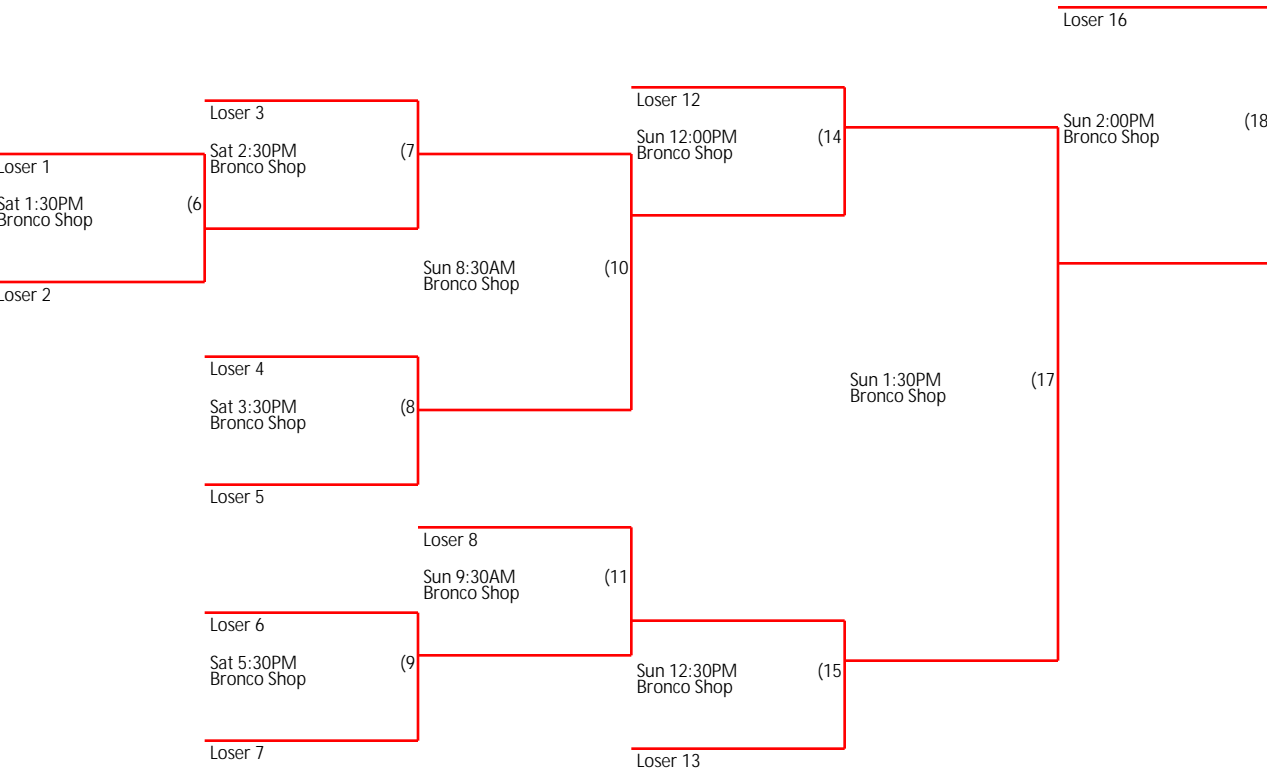 Loser 16
Loser 12
Loser 3
Sun 2:00PM (18
Bronco Shop
Sun 12:00PM (14
Bronco Shop
Sat 2:30PM (7
Bronco Shop
Loser 1
Sat 1:30PM (6
Bronco Shop
Sun 8:30AM (10
Bronco Shop
Loser 2
Loser 4
Sun 1:30PM (17
Bronco Shop
Sat 3:30PM (8
Bronco Shop
Loser 5
Loser 8
Sun 9:30AM (11
Bronco Shop
Loser 6
Sat 5:30PM (9
Bronco Shop
Sun 12:30PM (15
Bronco Shop
Loser 7
Loser 13